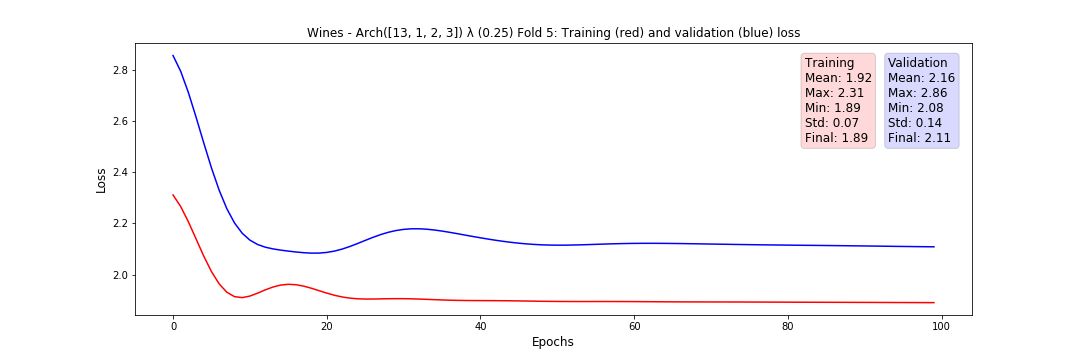 Wines - Arch([13, 1, 2, 3]) λ (0.25) Fold 5: Training (red) and validation (blue) loss
Training
Mean: 1.92
Max: 2.31
Min: 1.89
Std: 0.07
Final: 1.89
Validation
Mean: 2.16
Max: 2.86
Min: 2.08
Std: 0.14
Final: 2.11
Loss
2.8
2.6
2.4
2.2
2.0
0 20 40 60 80 100
Epochs